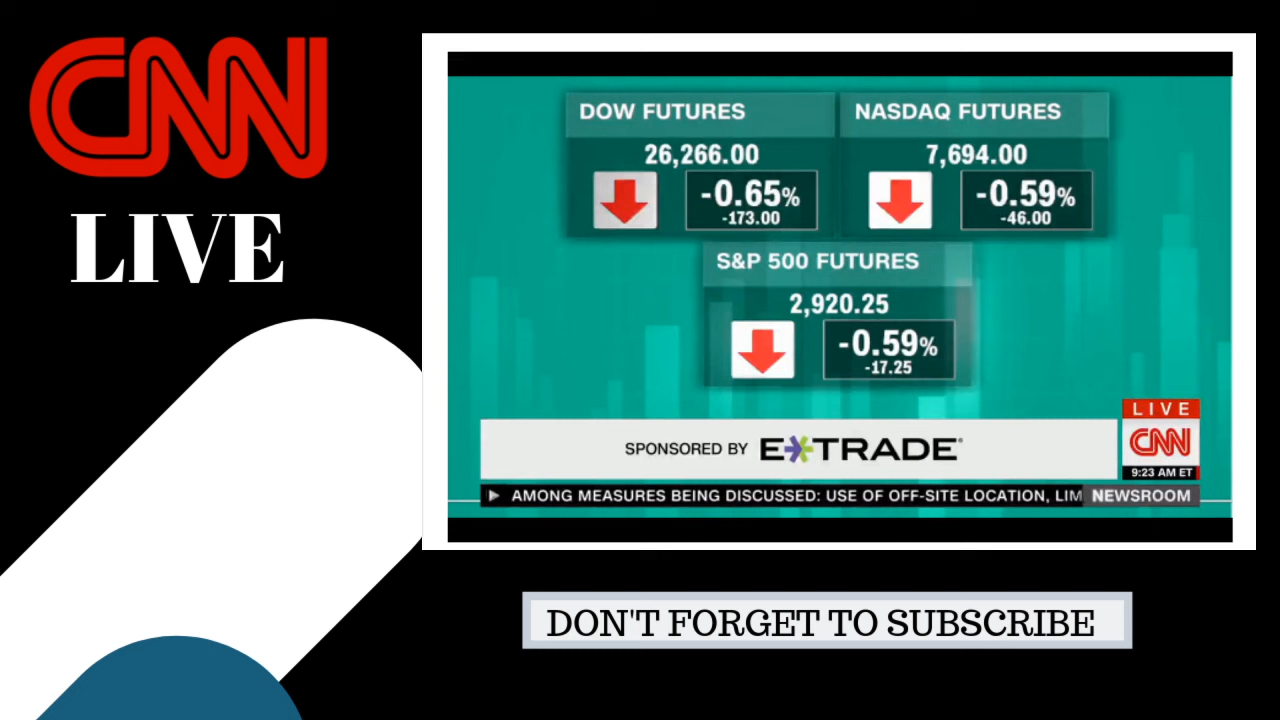 CNN
LIVE
DOW FUTURES
26,266.00
-0.65%
-173.00
NASDAQ FUTURES
7,694.00
-0.59%
-46.00
S&P 500 FUTURES
2,920.25
-0.59%
-17.25
SPONSORED BY E*TRADE®
LIVE
CNN
9:23 AM ET
AMONG MEASURES BEING DISCUSSED: USE OF OFF-SITE LOCATION, LIM
NEWSROOM
DON'T FORGET TO SUBSCRIBE